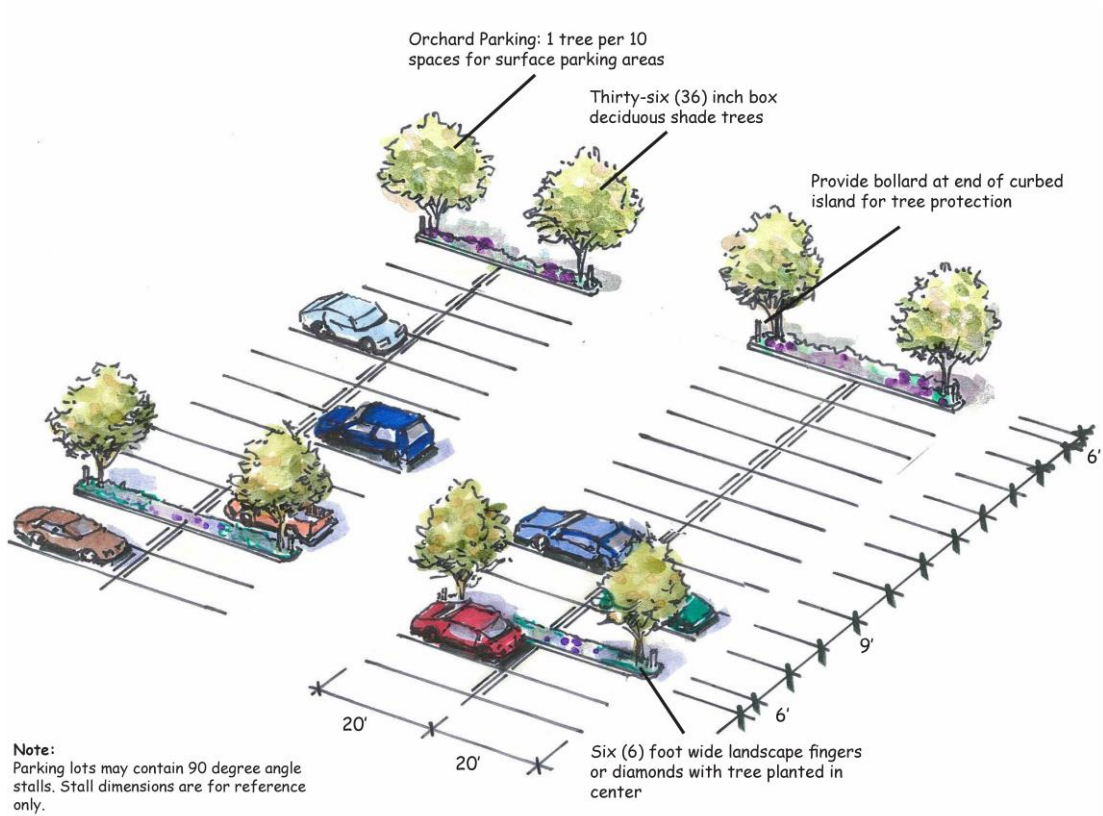 Orchard Parking: 1 tree per 10
spaces for surface parking areas
Thirty-six (36) inch box
deciduous shade trees
Provide bollard at end of curbed
island for tree protection
6'
9'
6'
20'
20'
Six (6) foot wide landscape fingers
or diamonds with tree planted in
center
Note:
Parking lots may contain 90 degree angle
stalls. Stall dimensions are for reference
only.